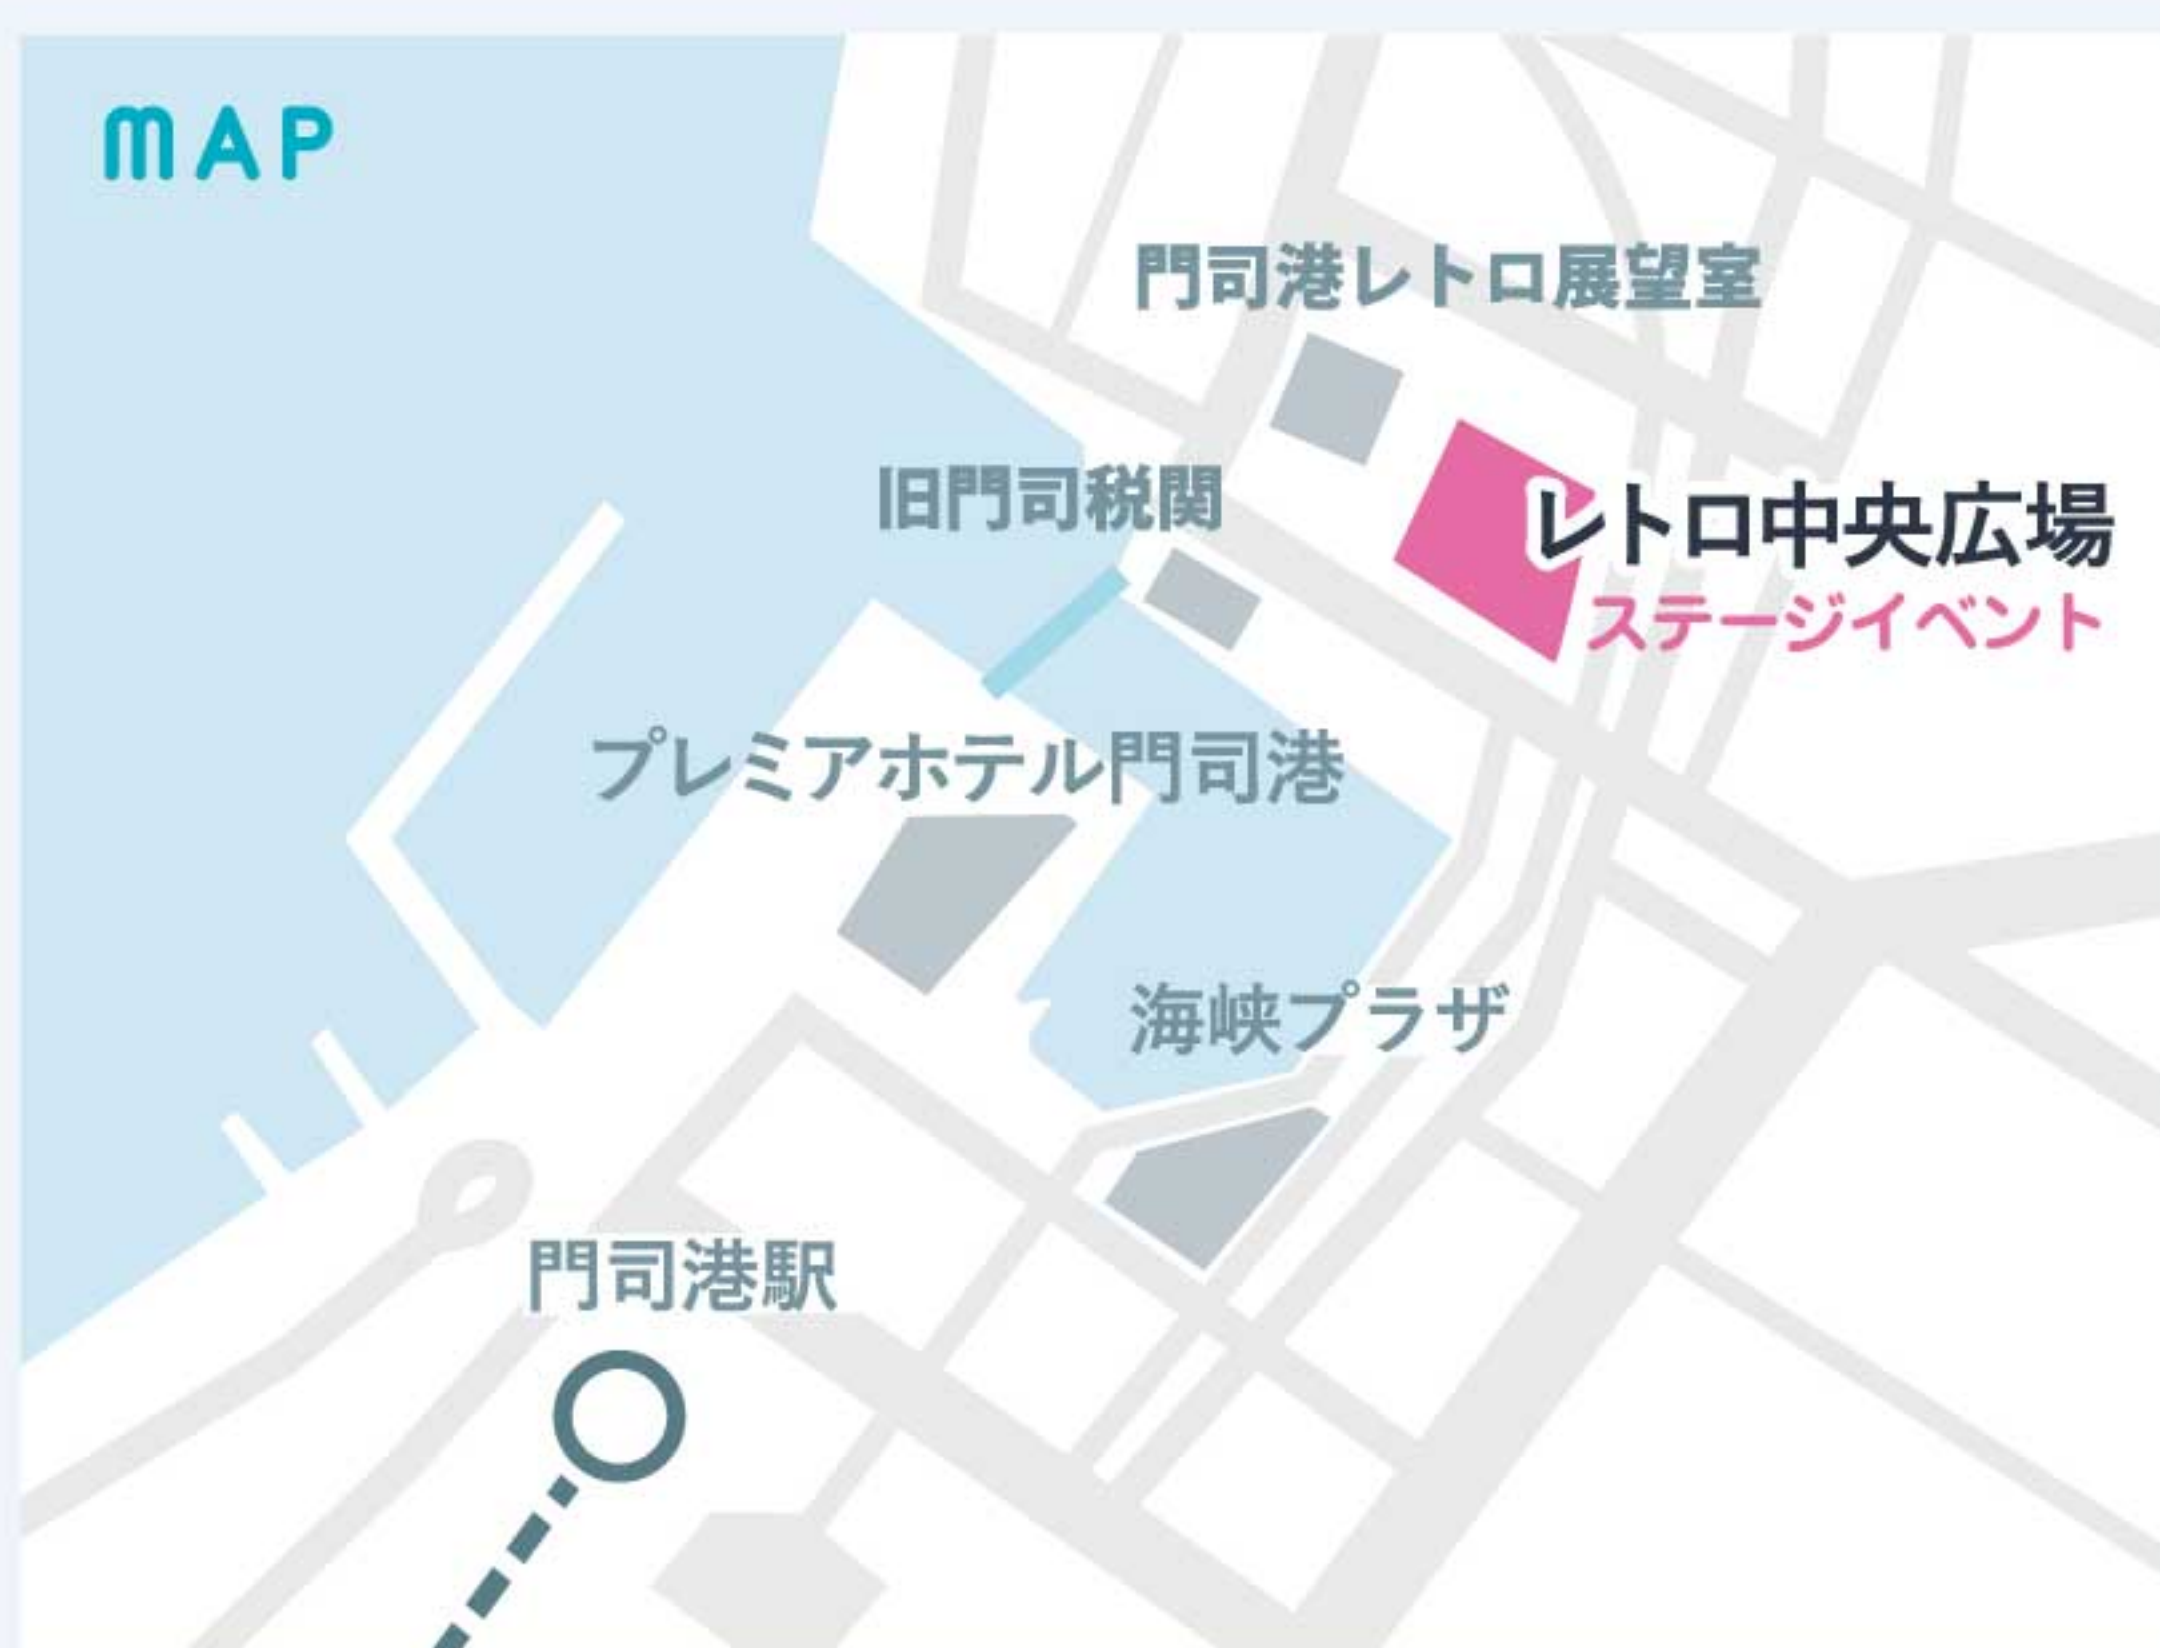 MAP
門司港レトロ展望室
旧門司税関
レトロ中央広場
ステージイベント
プレミアホテル門司港
海峡プラザ
門司港駅